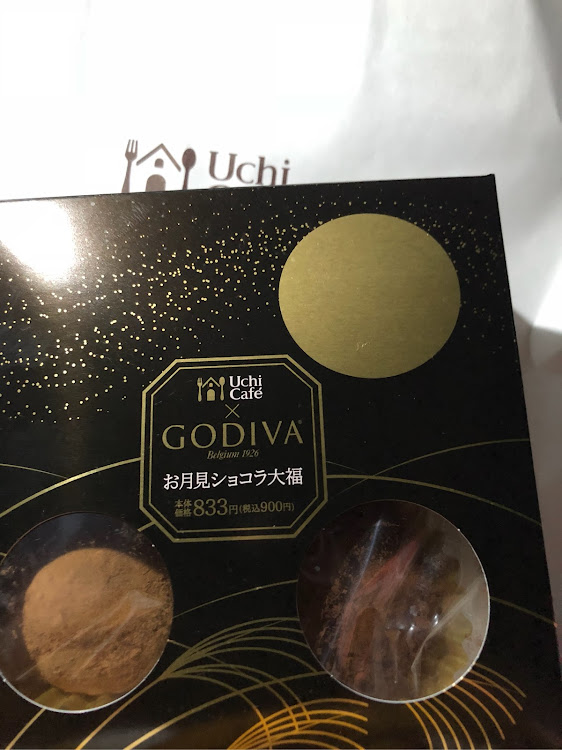 Uchi
Uchi
Café
×
GODIVA
Belgium 1926
お月見ショコラ大福
本体価格833円(税込900円)